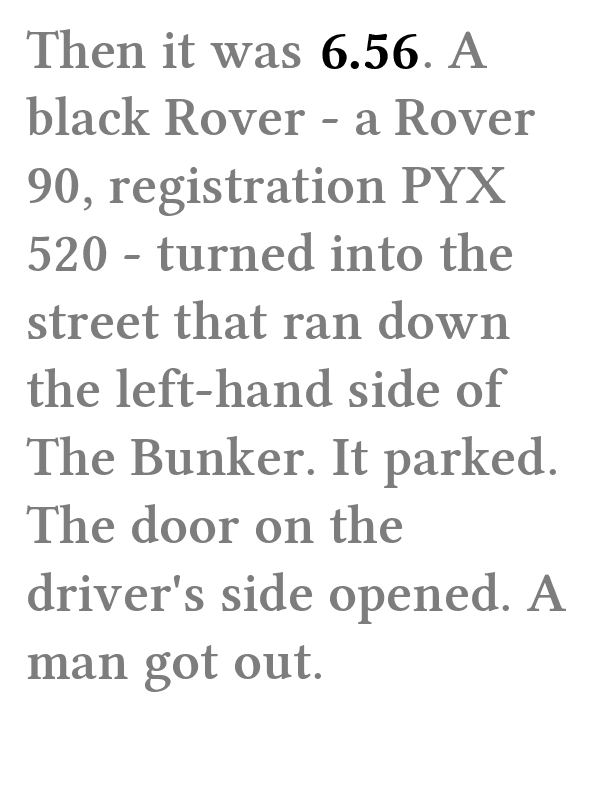 Then it was 6.56. A
black Rover - a Rover
90, registration PYX
520 - turned into the
street that ran down
the left-hand side of
The Bunker. It parked.
The door on the
driver's side opened. A
man got out.